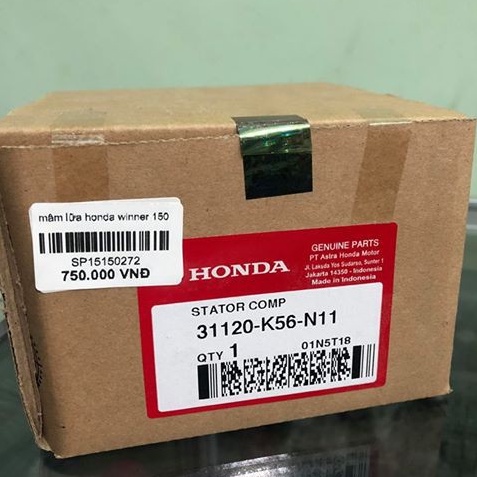 mâm lửa honda winner 150
SP15150272
750.000 VNĐ
HONDA
GENUINE PARTS
PT Astra Honda Motor
Jl. Laksda Yos Sudarso, Sunter 1
Jakarta 14350 - Indonesia
Made in Indonesia
STATOR COMP
31120-K56-N11
QTY 1
01N5T18